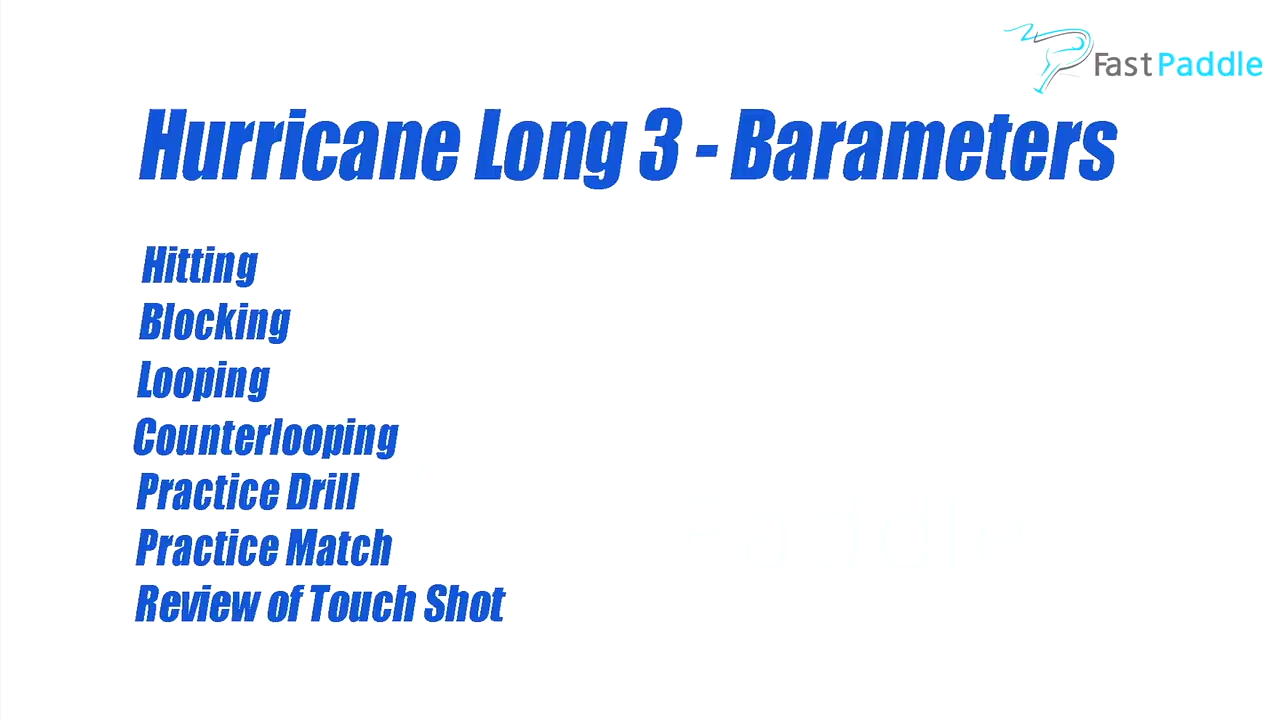 FastPaddle
Hurricane Long 3 - Barameters
Hitting
Blocking
Looping
Counterlooping
Practice Drill
Practice Match
Review of Touch Shot